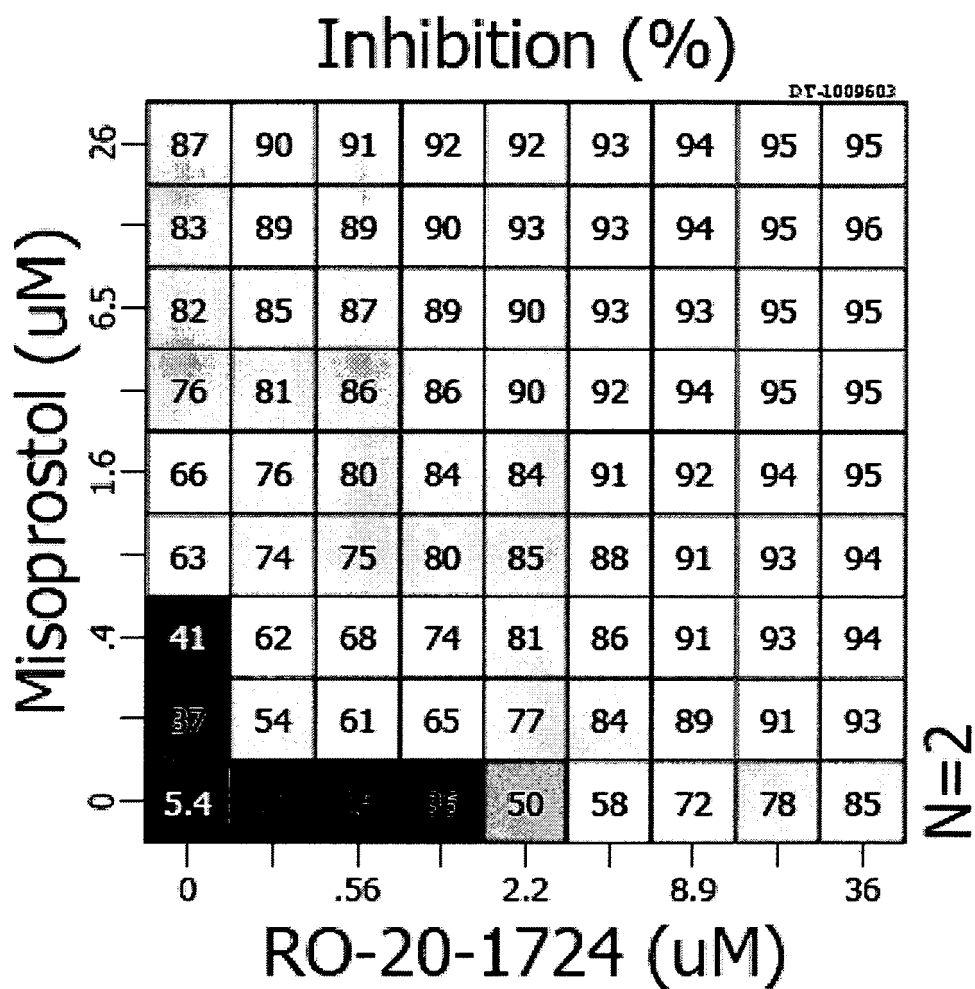 Inhibition (%)
DT-1009603
Misoprostol (uM)
26 87 90 91 92 92 93 94 95 95
83 89 89 90 93 93 94 95 96
6.5 82 85 87 89 90 93 93 95 95
76 81 86 86 90 92 94 95 95
1.6 66 76 80 84 84 91 92 94 95
63 74 75 80 85 88 91 93 94
.4 41 62 68 74 81 86 91 93 94
37 54 61 65 77 84 89 91 93
0 5.4 50 58 72 78 85
N=2
0 .56 2.2 8.9 36
RO-20-1724 (uM)